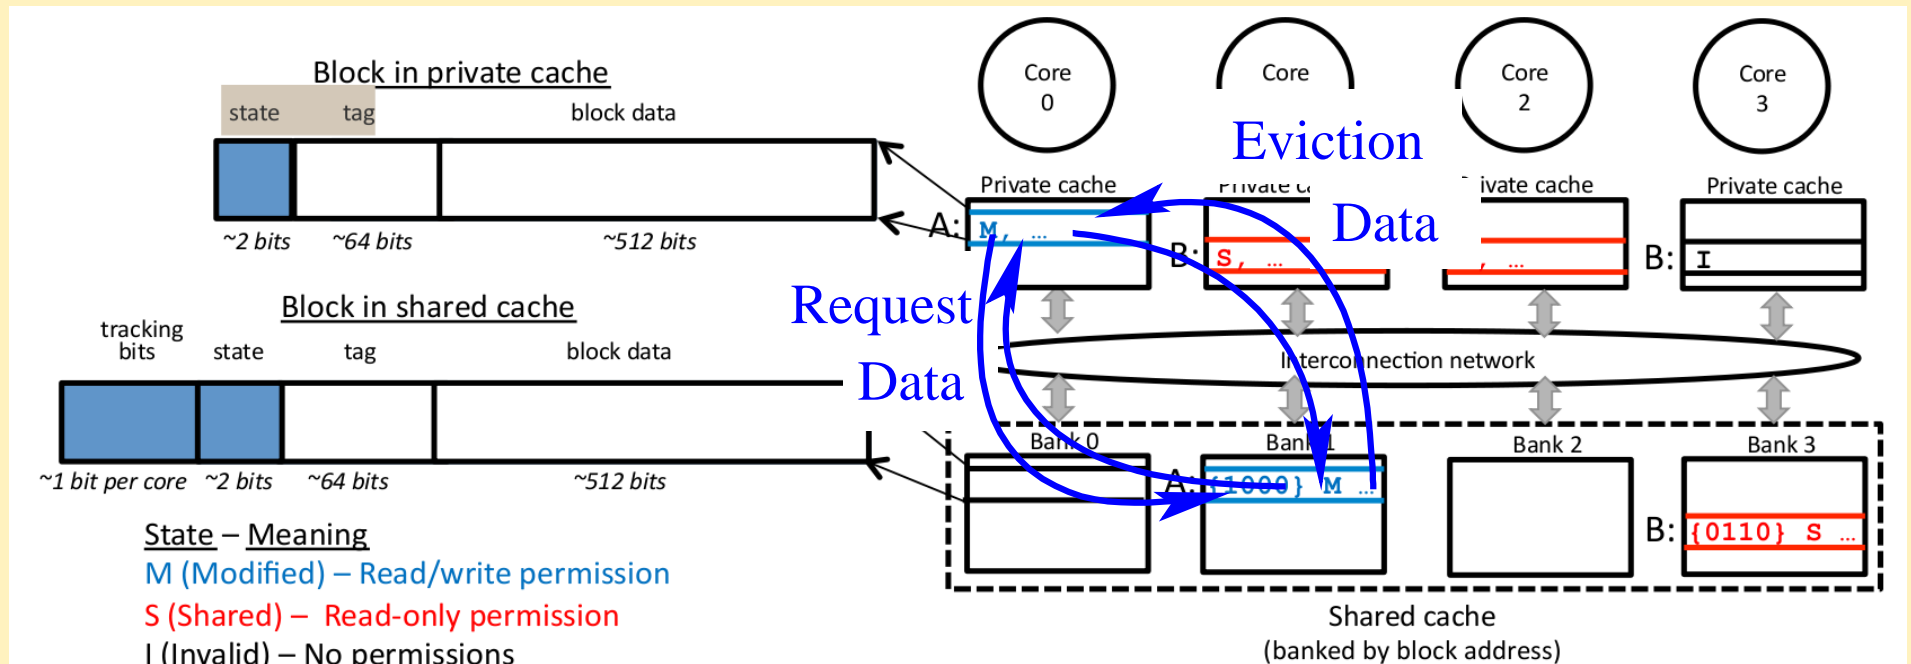 Block in private cache
state tag block data
~2 bits ~64 bits ~512 bits
Block in shared cache
tracking
bits state tag block data
~1 bit per core ~2 bits ~64 bits ~512 bits
State – Meaning
M (Modified) – Read/write permission
S (Shared) – Read-only permission
I (Invalid) – No permissions
Core
0
Core
Core
2
Core
3
Eviction
Data
Private cache
Private
cache
Private cache
A: M, …
B: S, …
, …
B: I
Request
Data
Interconnection network
Bank 0
Bank 1
Bank 2
Bank 3
A: {1000} M …
B: {0110} S …
Shared cache
(banked by block address)